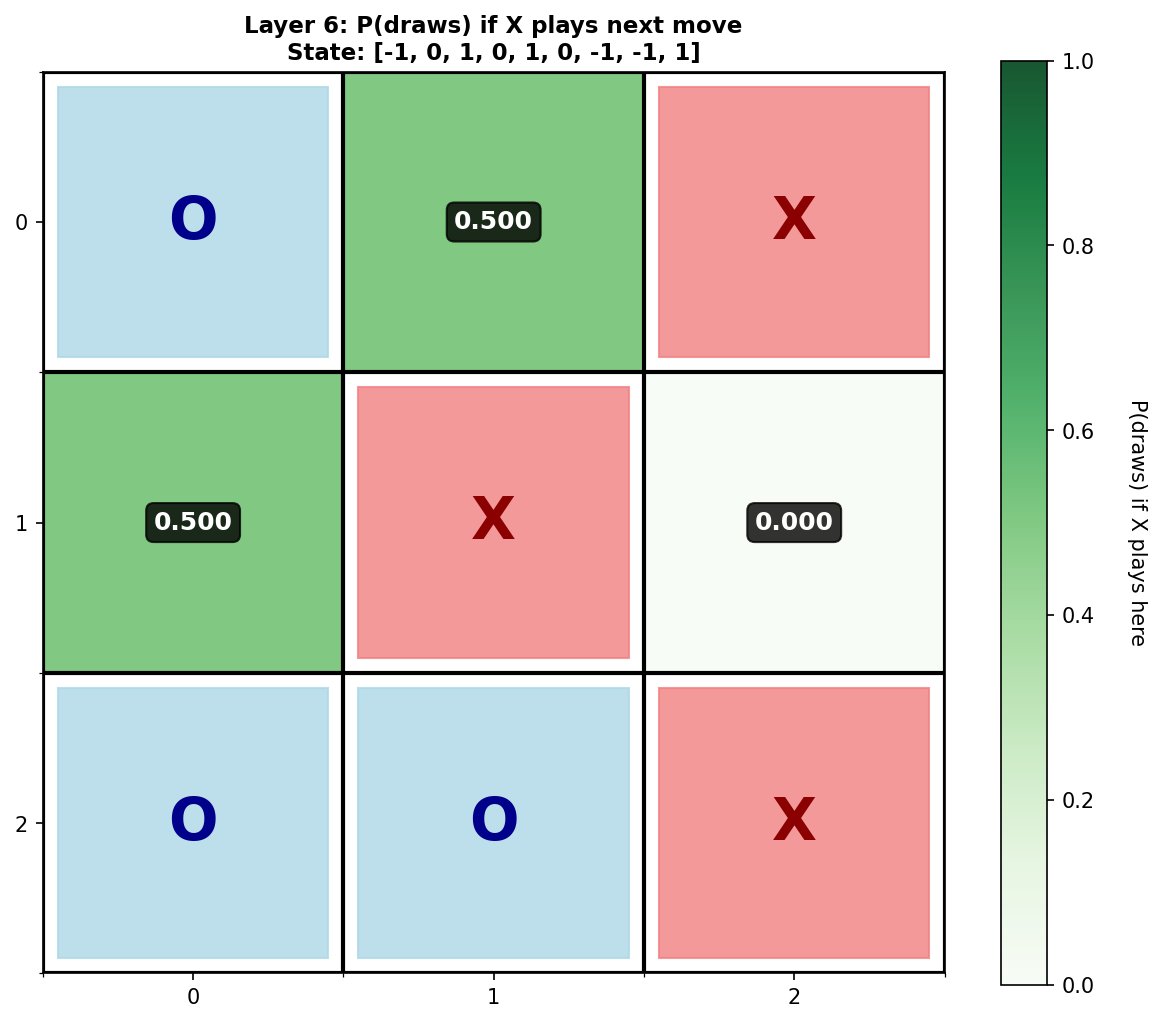 Layer 6: P(draws) if X plays next move
State: [-1, 0, 1, 0, 1, 0, -1, -1, 1]
1.0
0
O
0.500
X
0.8
0.6
1
0.500
X
0.000
P(draws) if X plays here
0.4
0.2
2
O
O
X
0.0
0
1
2